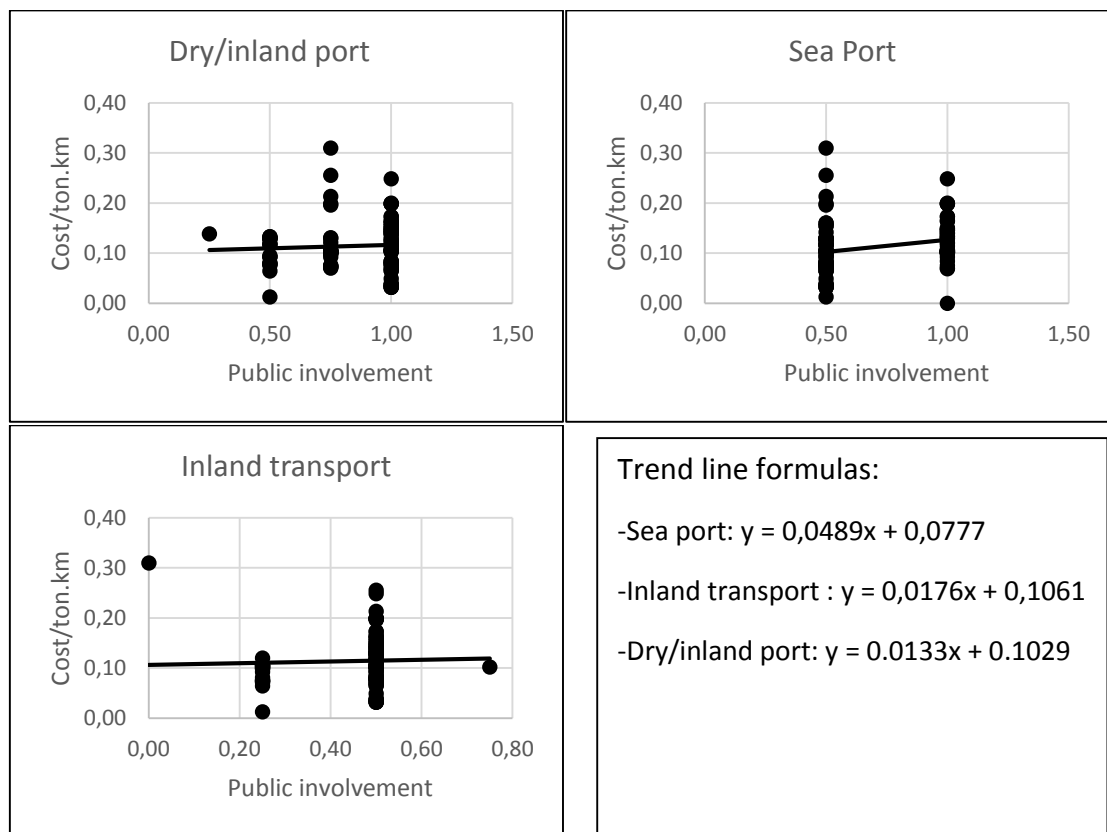 Dry/inland port
0,40
0,30
0,20
0,10
0,00
Cost/ton.km
0,00 0,50 1,00 1,50
Public involvement
Sea Port
0,40
0,30
0,20
0,10
0,00
Cost/ton.km
0,00 0,50 1,00 1,50
Public involvement
Inland transport
0,40
0,30
0,20
0,10
0,00
Cost/ton.km
0,00 0,20 0,40 0,60 0,80
Public involvement
Trend line formulas:
-Sea port: y = 0,0489x + 0,0777
-Inland transport : y = 0,0176x + 0,1061
-Dry/inland port: y = 0.0133x + 0.1029